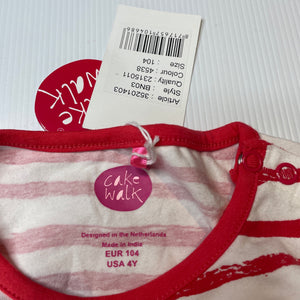 Article : 35201403
Style : BN03
Quality : 2315011
Colour : 4538
Size : 104
cake
walk
cake
walk
Designed in the Netherlands
Made in India
EUR 104
USA 4Y